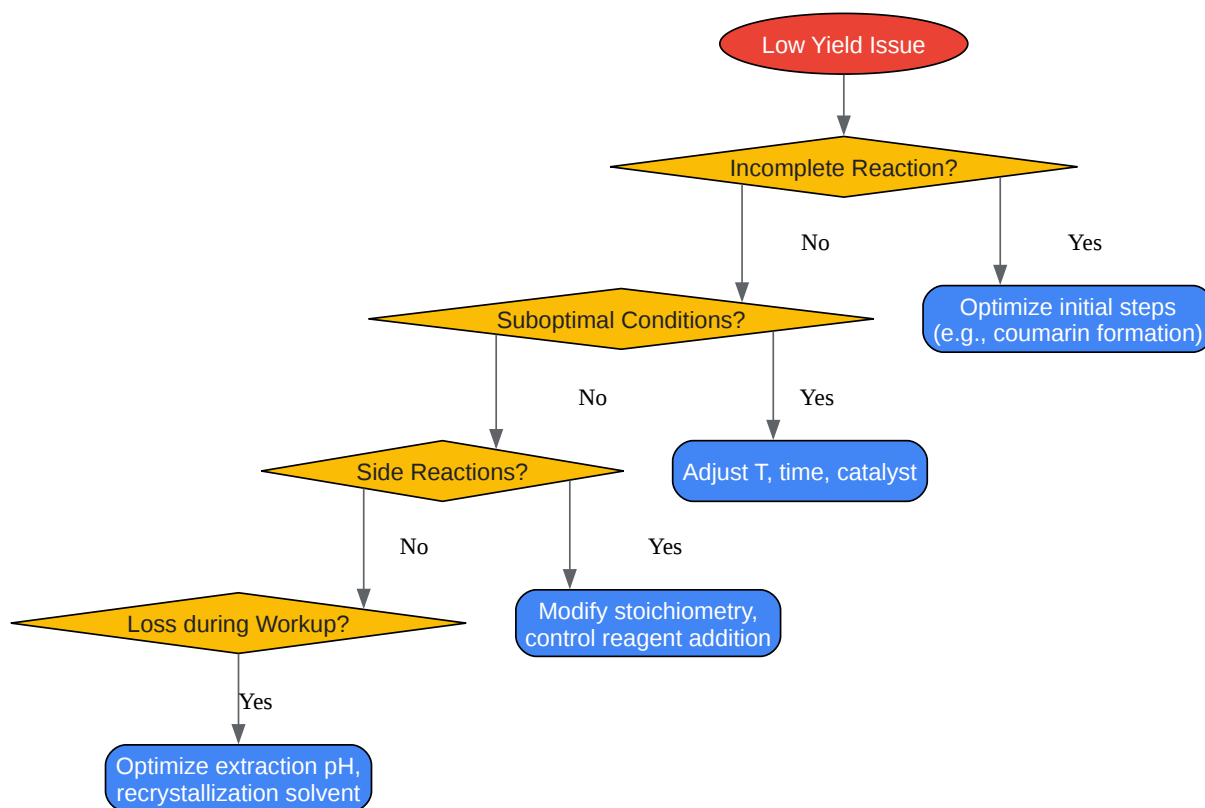 Low Yield Issue
Incomplete Reaction?
No
Yes
Optimize initial steps
(e.g., coumarin formation)
Suboptimal Conditions?
No
Yes
Adjust T, time, catalyst
Side Reactions?
No
Yes
Modify stoichiometry,
control reagent addition
Loss during Workup?
Yes
Optimize extraction pH,
recrystallization solvent